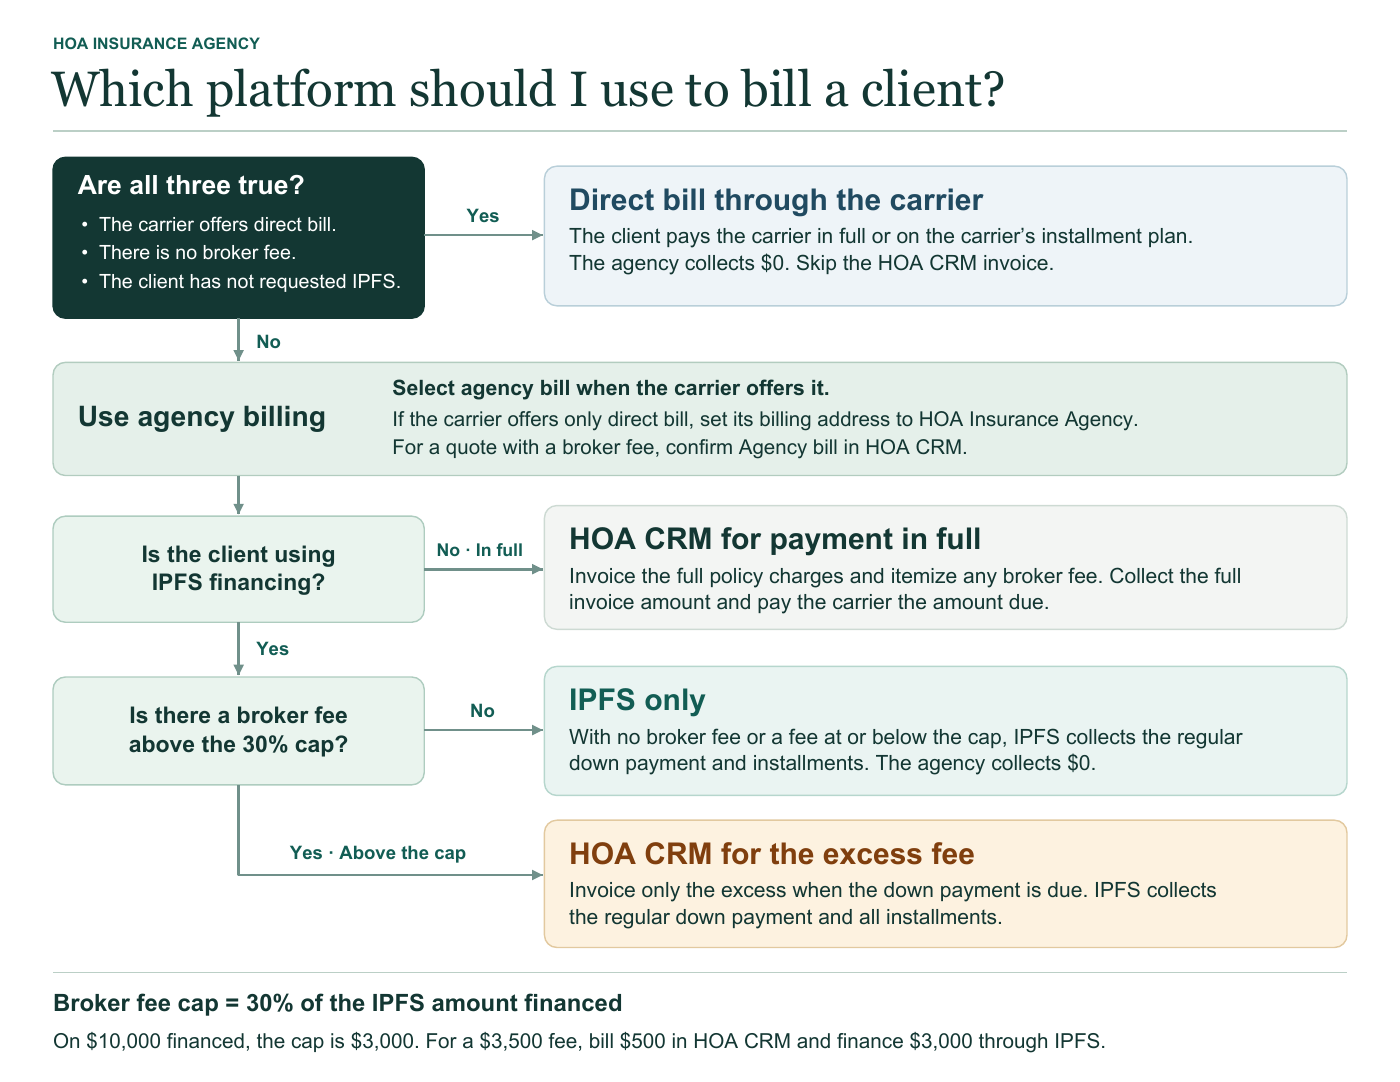 HOA INSURANCE AGENCY
Which platform should I use to bill a client?
Are all three true?
• The carrier offers direct bill.
• There is no broker fee.
• The client has not requested IPFS.
Yes
Direct bill through the carrier
The client pays the carrier in full or on the carrier’s installment plan.
The agency collects $0. Skip the HOA CRM invoice.
No
Use agency billing
Select agency bill when the carrier offers it.
If the carrier offers only direct bill, set its billing address to HOA Insurance Agency.
For a quote with a broker fee, confirm Agency bill in HOA CRM.
Is the client using
IPFS financing?
No · In full
HOA CRM for payment in full
Invoice the full policy charges and itemize any broker fee. Collect the full
invoice amount and pay the carrier the amount due.
Yes
Is there a broker fee
above the 30% cap?
No
IPFS only
With no broker fee or a fee at or below the cap, IPFS collects the regular
down payment and installments. The agency collects $0.
Yes · Above the cap
HOA CRM for the excess fee
Invoice only the excess when the down payment is due. IPFS collects
the regular down payment and all installments.
Broker fee cap = 30% of the IPFS amount financed
On $10,000 financed, the cap is $3,000. For a $3,500 fee, bill $500 in HOA CRM and finance $3,000 through IPFS.